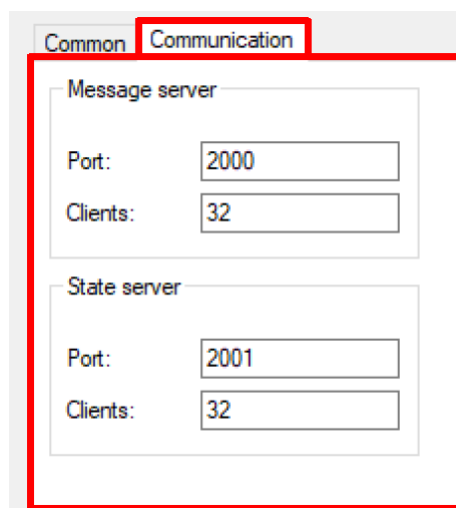 Common Communication
Message server
Port: 2000
Clients: 32
State server
Port: 2001
Clients: 32